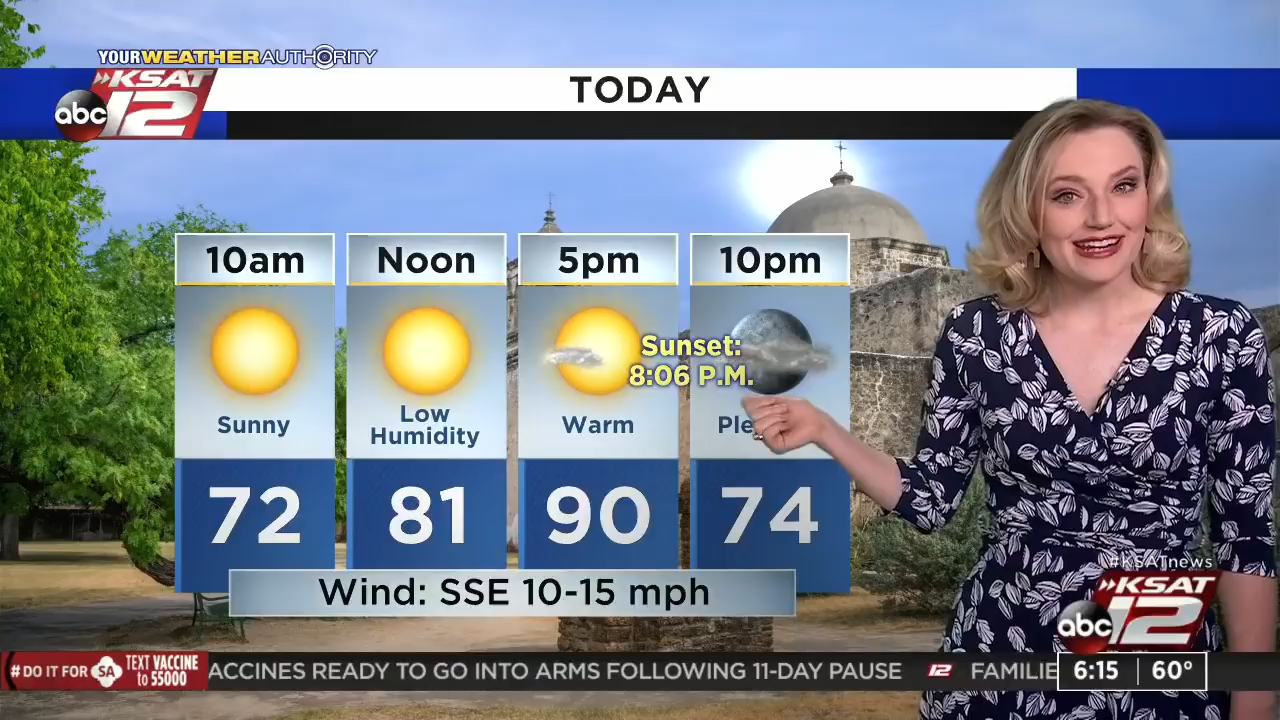 YOURWEATHERAUTHORITY
KSAT
abc 12
TODAY
10am
Noon
5pm
10pm
Sunset:
8:06 P.M.
Sunny
Low
Humidity
Warm
72
81
90
74
Wind: SSE 10-15 mph
#KSATnews
KSAT
abc 12
#DO IT FOR SA TEXT VACCINE
to 55000
READY TO GO INTO ARMS FOLLOWING 11-DAY PAUSE 12
6:15 60°